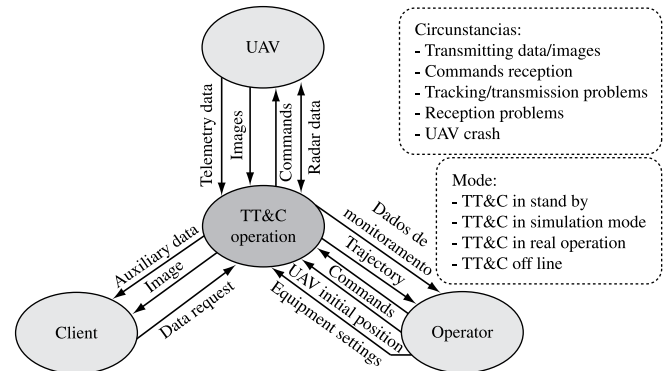 UAV
Telemetry data
Images
Commands
Radar data
Circunstancias:
- Transmitting data/images
- Commands reception
- Tracking/transmission problems
- Reception problems
- UAV crash
Mode:
- TT&C in stand by
- TT&C in simulation mode
- TT&C in real operation
- TT&C off line
TT&C
operation
Dados de
monitoramento
Trajectory
Commands
UAV initial position
Equipment settings
Auxiliary data
Image
Data request
Client
Operator